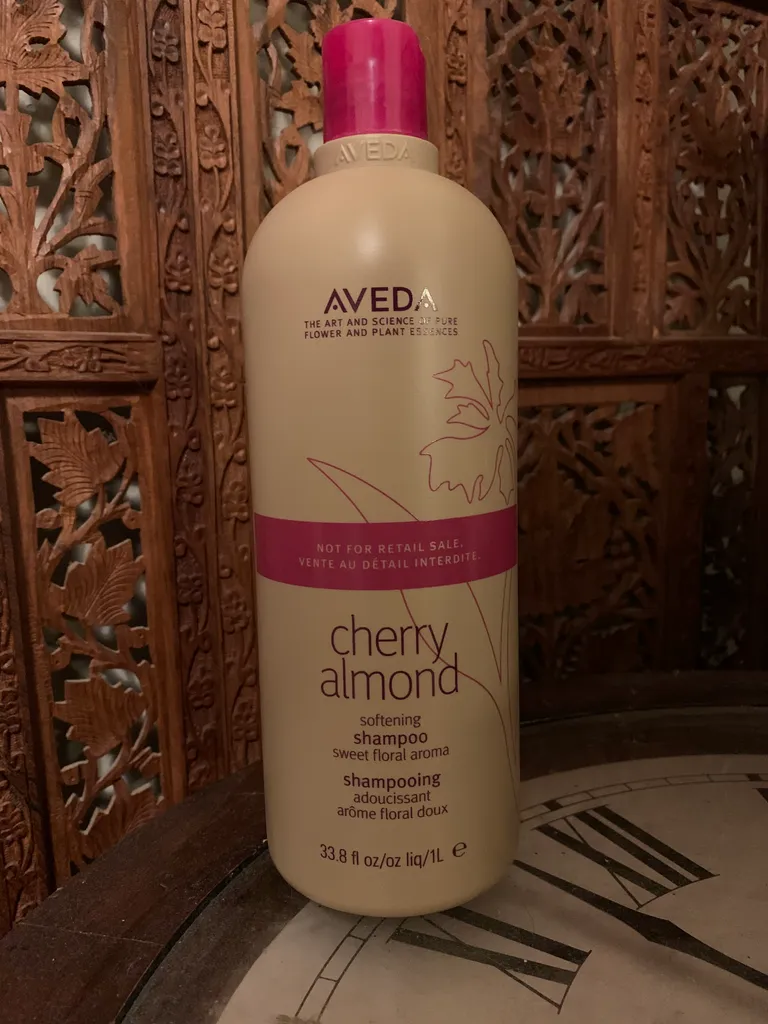 AVEDA
AVEDA
THE ART AND SCIENCE OF PURE
FLOWER AND PLANT ESSENCES
NOT FOR RETAIL SALE.
VENTE AU DÉTAIL INTERDITE.
cherry
almond
softening
shampoo
sweet floral aroma
shampooing
adoucissant
arôme floral doux
33.8 fl oz/oz liq/1L ℮